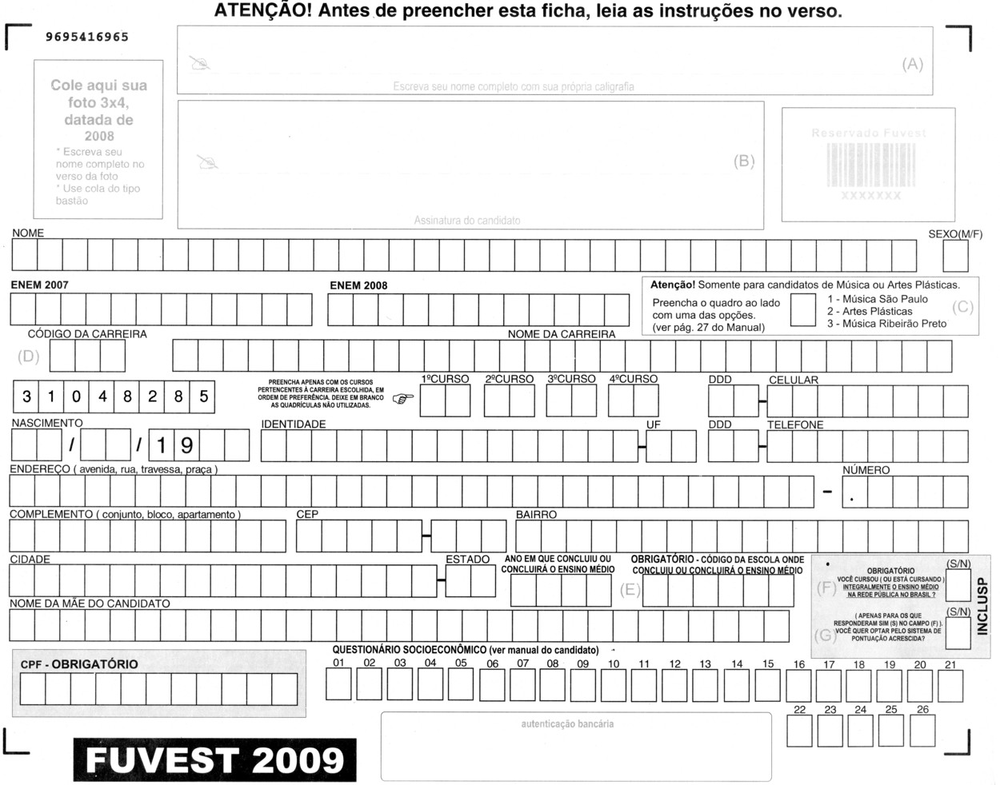 ATENÇÃO! Antes de preencher esta ficha, leia as instruções no verso.
9695416965
Cole aqui sua
foto 3x4,
datada de
2008
* Escreva seu
nome completo no
verso da foto
* Use cola do tipo
bastão
(A)
Escreva seu nome completo com sua própria caligrafia
(B)
Assinatura do candidato
Reservado Fuvest
XXXXXXX
NOME
SEXO(M/F)
ENEM 2007
ENEM 2008
Atenção! Somente para candidatos de Música ou Artes Plásticas.
Preencha o quadro ao lado
com uma das opções.
(ver pág. 27 do Manual)
1 - Música São Paulo
2 - Artes Plásticas
3 - Música Ribeirão Preto
(C)
CÓDIGO DA CARREIRA
NOME DA CARREIRA
(D)
3 1 0 4 8 2 8 5
PREENCHA APENAS COM OS CURSOS
PERTENCENTES À CARREIRA ESCOLHIDA, EM
ORDEM DE PREFERÊNCIA. DEIXE EM BRANCO
AS QUADRÍCULAS NÃO UTILIZADAS.
1ºCURSO 2ºCURSO 3ºCURSO 4ºCURSO
DDD
CELULAR
NASCIMENTO
/ / 1 9
IDENTIDADE
UF
DDD
TELEFONE
ENDEREÇO ( avenida, rua, travessa, praça )
NÚMERO
COMPLEMENTO ( conjunto, bloco, apartamento )
CEP
BAIRRO
CIDADE
ESTADO
ANO EM QUE CONCLUIU OU
CONCLUIRÁ O ENSINO MÉDIO
OBRIGATÓRIO - CÓDIGO DA ESCOLA ONDE
CONCLUIU OU CONCLUIRÁ O ENSINO MÉDIO
(E)
(F)
OBRIGATÓRIO
VOCÊ CURSOU ( OU ESTÁ CURSANDO )
INTEGRALMENTE O ENSINO MÉDIO
NA REDE PÚBLICA NO BRASIL ?
(S/N)
(G)
( APENAS PARA OS QUE
RESPONDERAM SIM (S) NO CAMPO (F) ).
VOCÊ QUER OPTAR PELO SISTEMA DE
PONTUAÇÃO ACRESCIDA?
(S/N)
INCLUSP
NOME DA MÃE DO CANDIDATO
CPF - OBRIGATÓRIO
QUESTIONÁRIO SOCIOECONÔMICO (ver manual do candidato)
01 02 03 04 05 06 07 08 09 10 11 12 13 14 15 16 17 18 19 20 21
22 23 24 25 26
autenticação bancária
FUVEST 2009